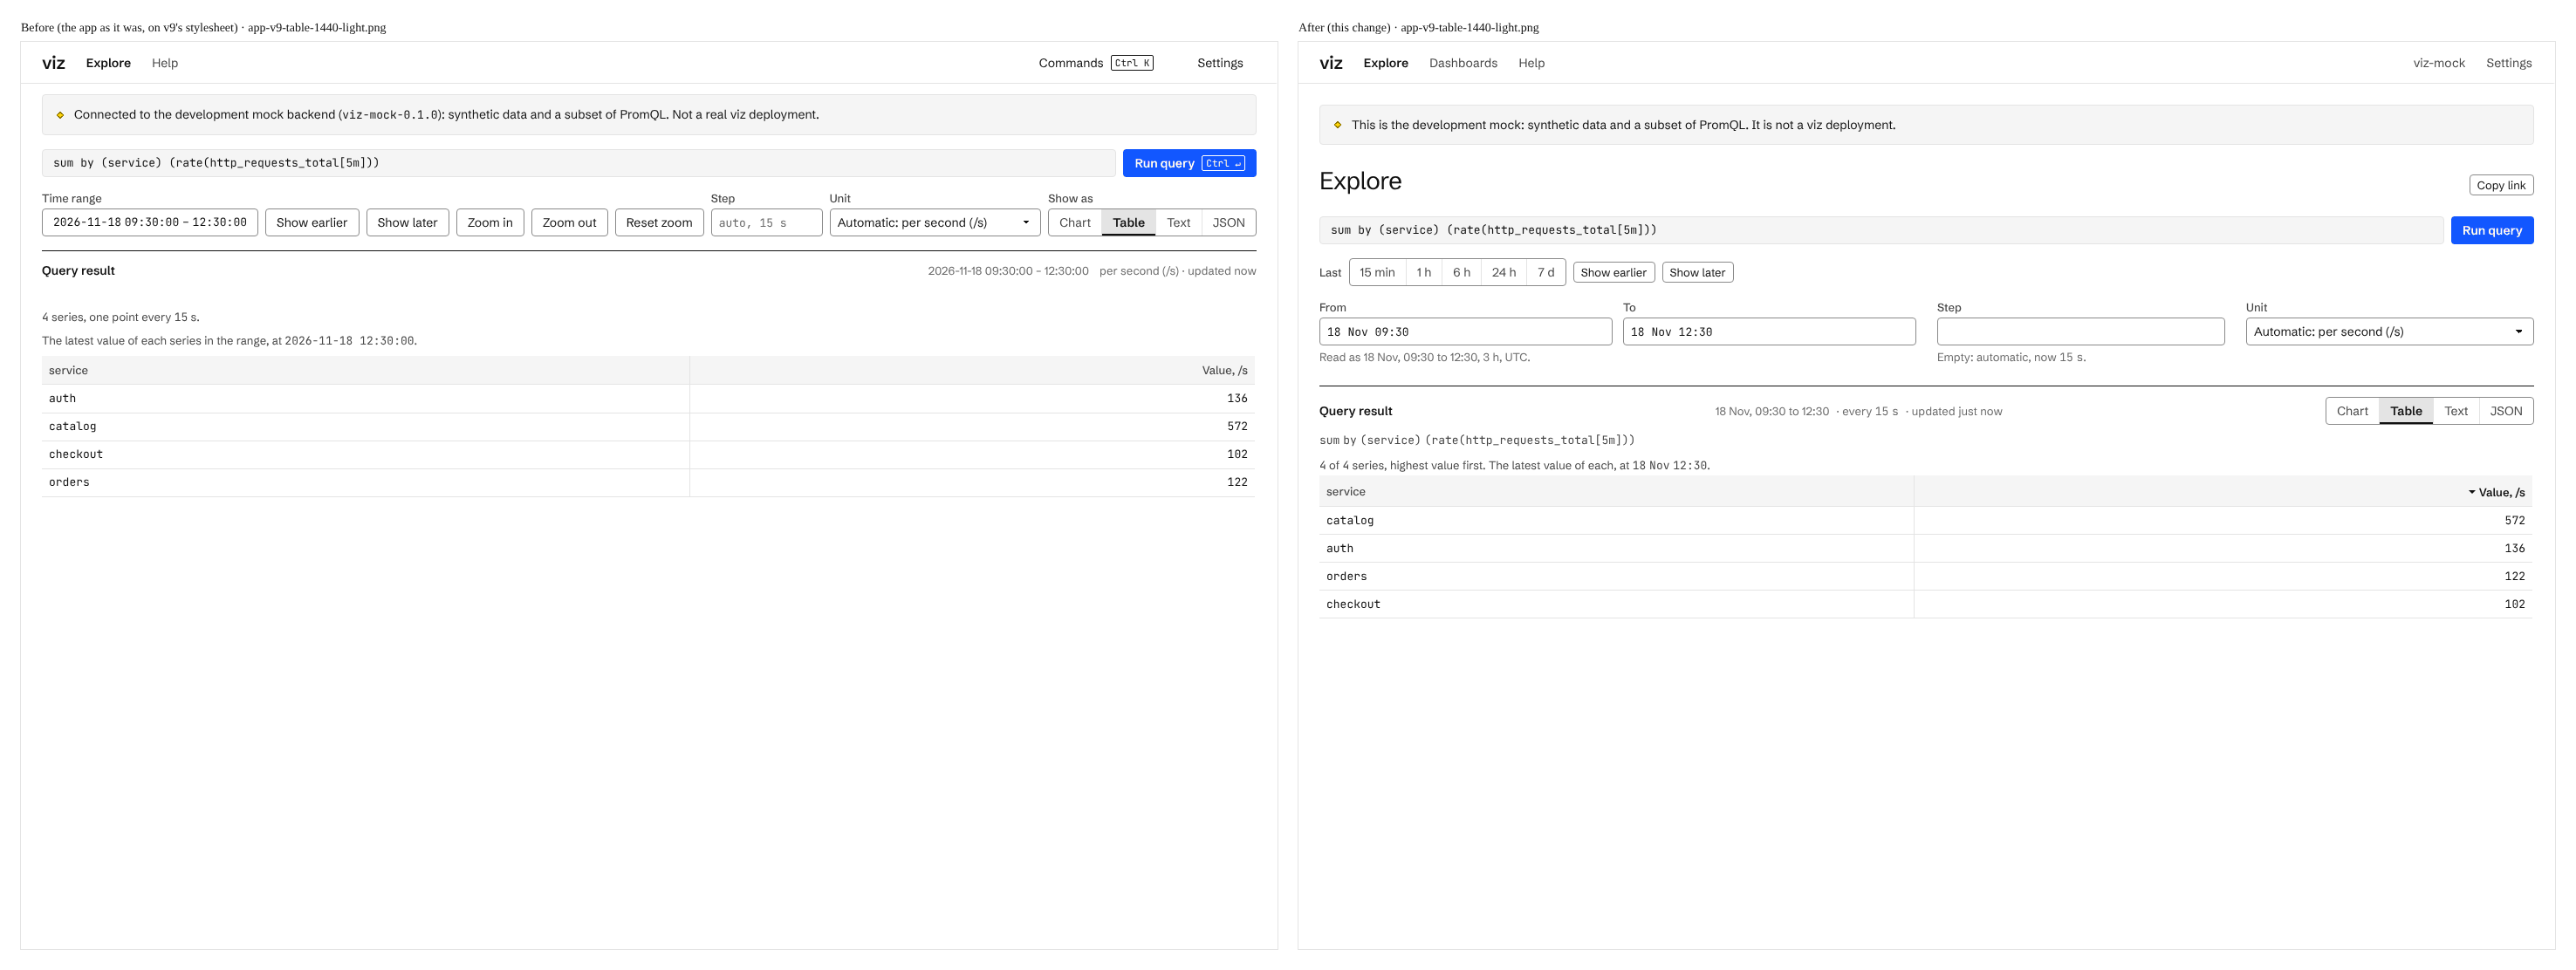 Before (the app as it was, on v9's stylesheet) · app-v9-table-1440-light.png
viz Explore Help Commands Ctrl K Settings
Connected to the development mock backend (viz-mock-0.1.0): synthetic data and a subset of PromQL. Not a real viz deployment.
sum by (service) (rate(http_requests_total[5m])) Run query Ctrl ↵
Time range Step Unit Show as
2026-11-18 09:30:00 – 12:30:00 Show earlier Show later Zoom in Zoom out Reset zoom auto, 15 s Automatic: per second (/s) Chart Table Text JSON
Query result 2026-11-18 09:30:00 – 12:30:00 per second (/s) · updated now
4 series, one point every 15 s.
The latest value of each series in the range, at 2026-11-18 12:30:00.
service Value, /s
auth 136
catalog 572
checkout 102
orders 122
After (this change) · app-v9-table-1440-light.png
viz Explore Dashboards Help viz-mock Settings
This is the development mock: synthetic data and a subset of PromQL. It is not a viz deployment.
Explore Copy link
sum by (service) (rate(http_requests_total[5m])) Run query
Last 15 min 1 h 6 h 24 h 7 d Show earlier Show later
From To Step Unit
18 Nov 09:30 18 Nov 12:30 Automatic: per second (/s)
Read as 18 Nov, 09:30 to 12:30, 3 h, UTC. Empty: automatic, now 15 s.
Query result 18 Nov, 09:30 to 12:30 · every 15 s · updated just now Chart Table Text JSON
sum by (service) (rate(http_requests_total[5m]))
4 of 4 series, highest value first. The latest value of each, at 18 Nov 12:30.
service Value, /s
catalog 572
auth 136
orders 122
checkout 102